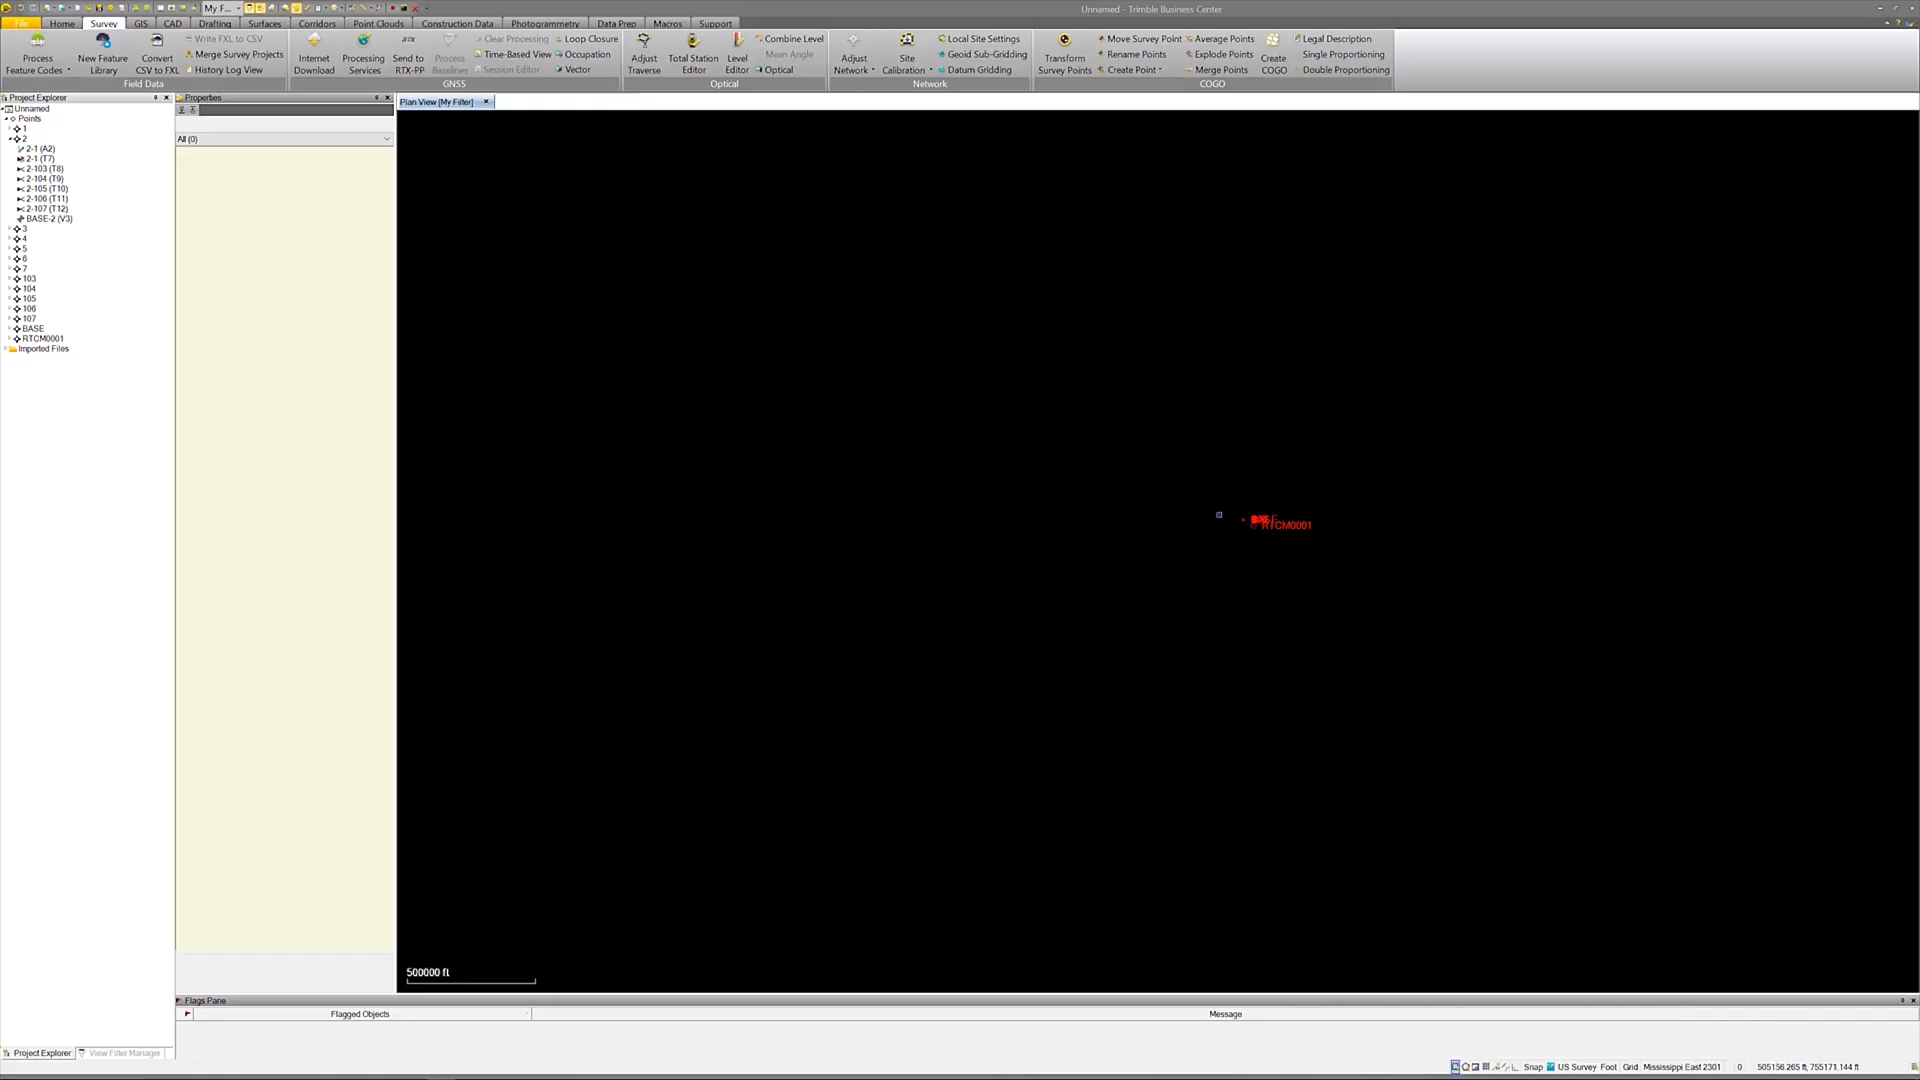 My F...
Unnamed - Trimble Business Center
File Home Survey GIS CAD Drafting Surfaces Corridors Point Clouds Construction Data Photogrammetry Data Prep Macros Support
Process Feature Codes
New Feature Library
Convert CSV to FXL
Write FXL to CSV
Merge Survey Projects
History Log View
Field Data
Internet Download
Processing Services
RTX
Send to RTX-PP
Process Baselines
Clear Processing
Time-Based View
Session Editor
Loop Closure
Occupation
Vector
GNSS
Adjust Traverse
Total Station Editor
Level Editor
Combine Level
Mean Angle
Optical
Optical
Adjust Network
Site Calibration
Local Site Settings
Geoid Sub-Gridding
Datum Gridding
Network
Transform Survey Points
Move Survey Point
Rename Points
Create Point
Average Points
Explode Points
Merge Points
Create COGO
Legal Description
Single Proportioning
Double Proportioning
COGO
Project Explorer
Unnamed
Points
1
2
2-1 (A2)
2-1 (T7)
2-103 (T8)
2-104 (T9)
2-105 (T10)
2-106 (T11)
2-107 (T12)
BASE-2 (V3)
3
4
5
6
7
103
104
105
106
107
BASE
RTCM0001
Imported Files
Properties
All (0)
Plan View [My Filter]
RTCM0001
500000 ft
Flags Pane
Flagged Objects Message
Project Explorer View Filter Manager
Snap US Survey Foot Grid Mississippi East 2301 0 505156.265 ft, 755171.144 ft